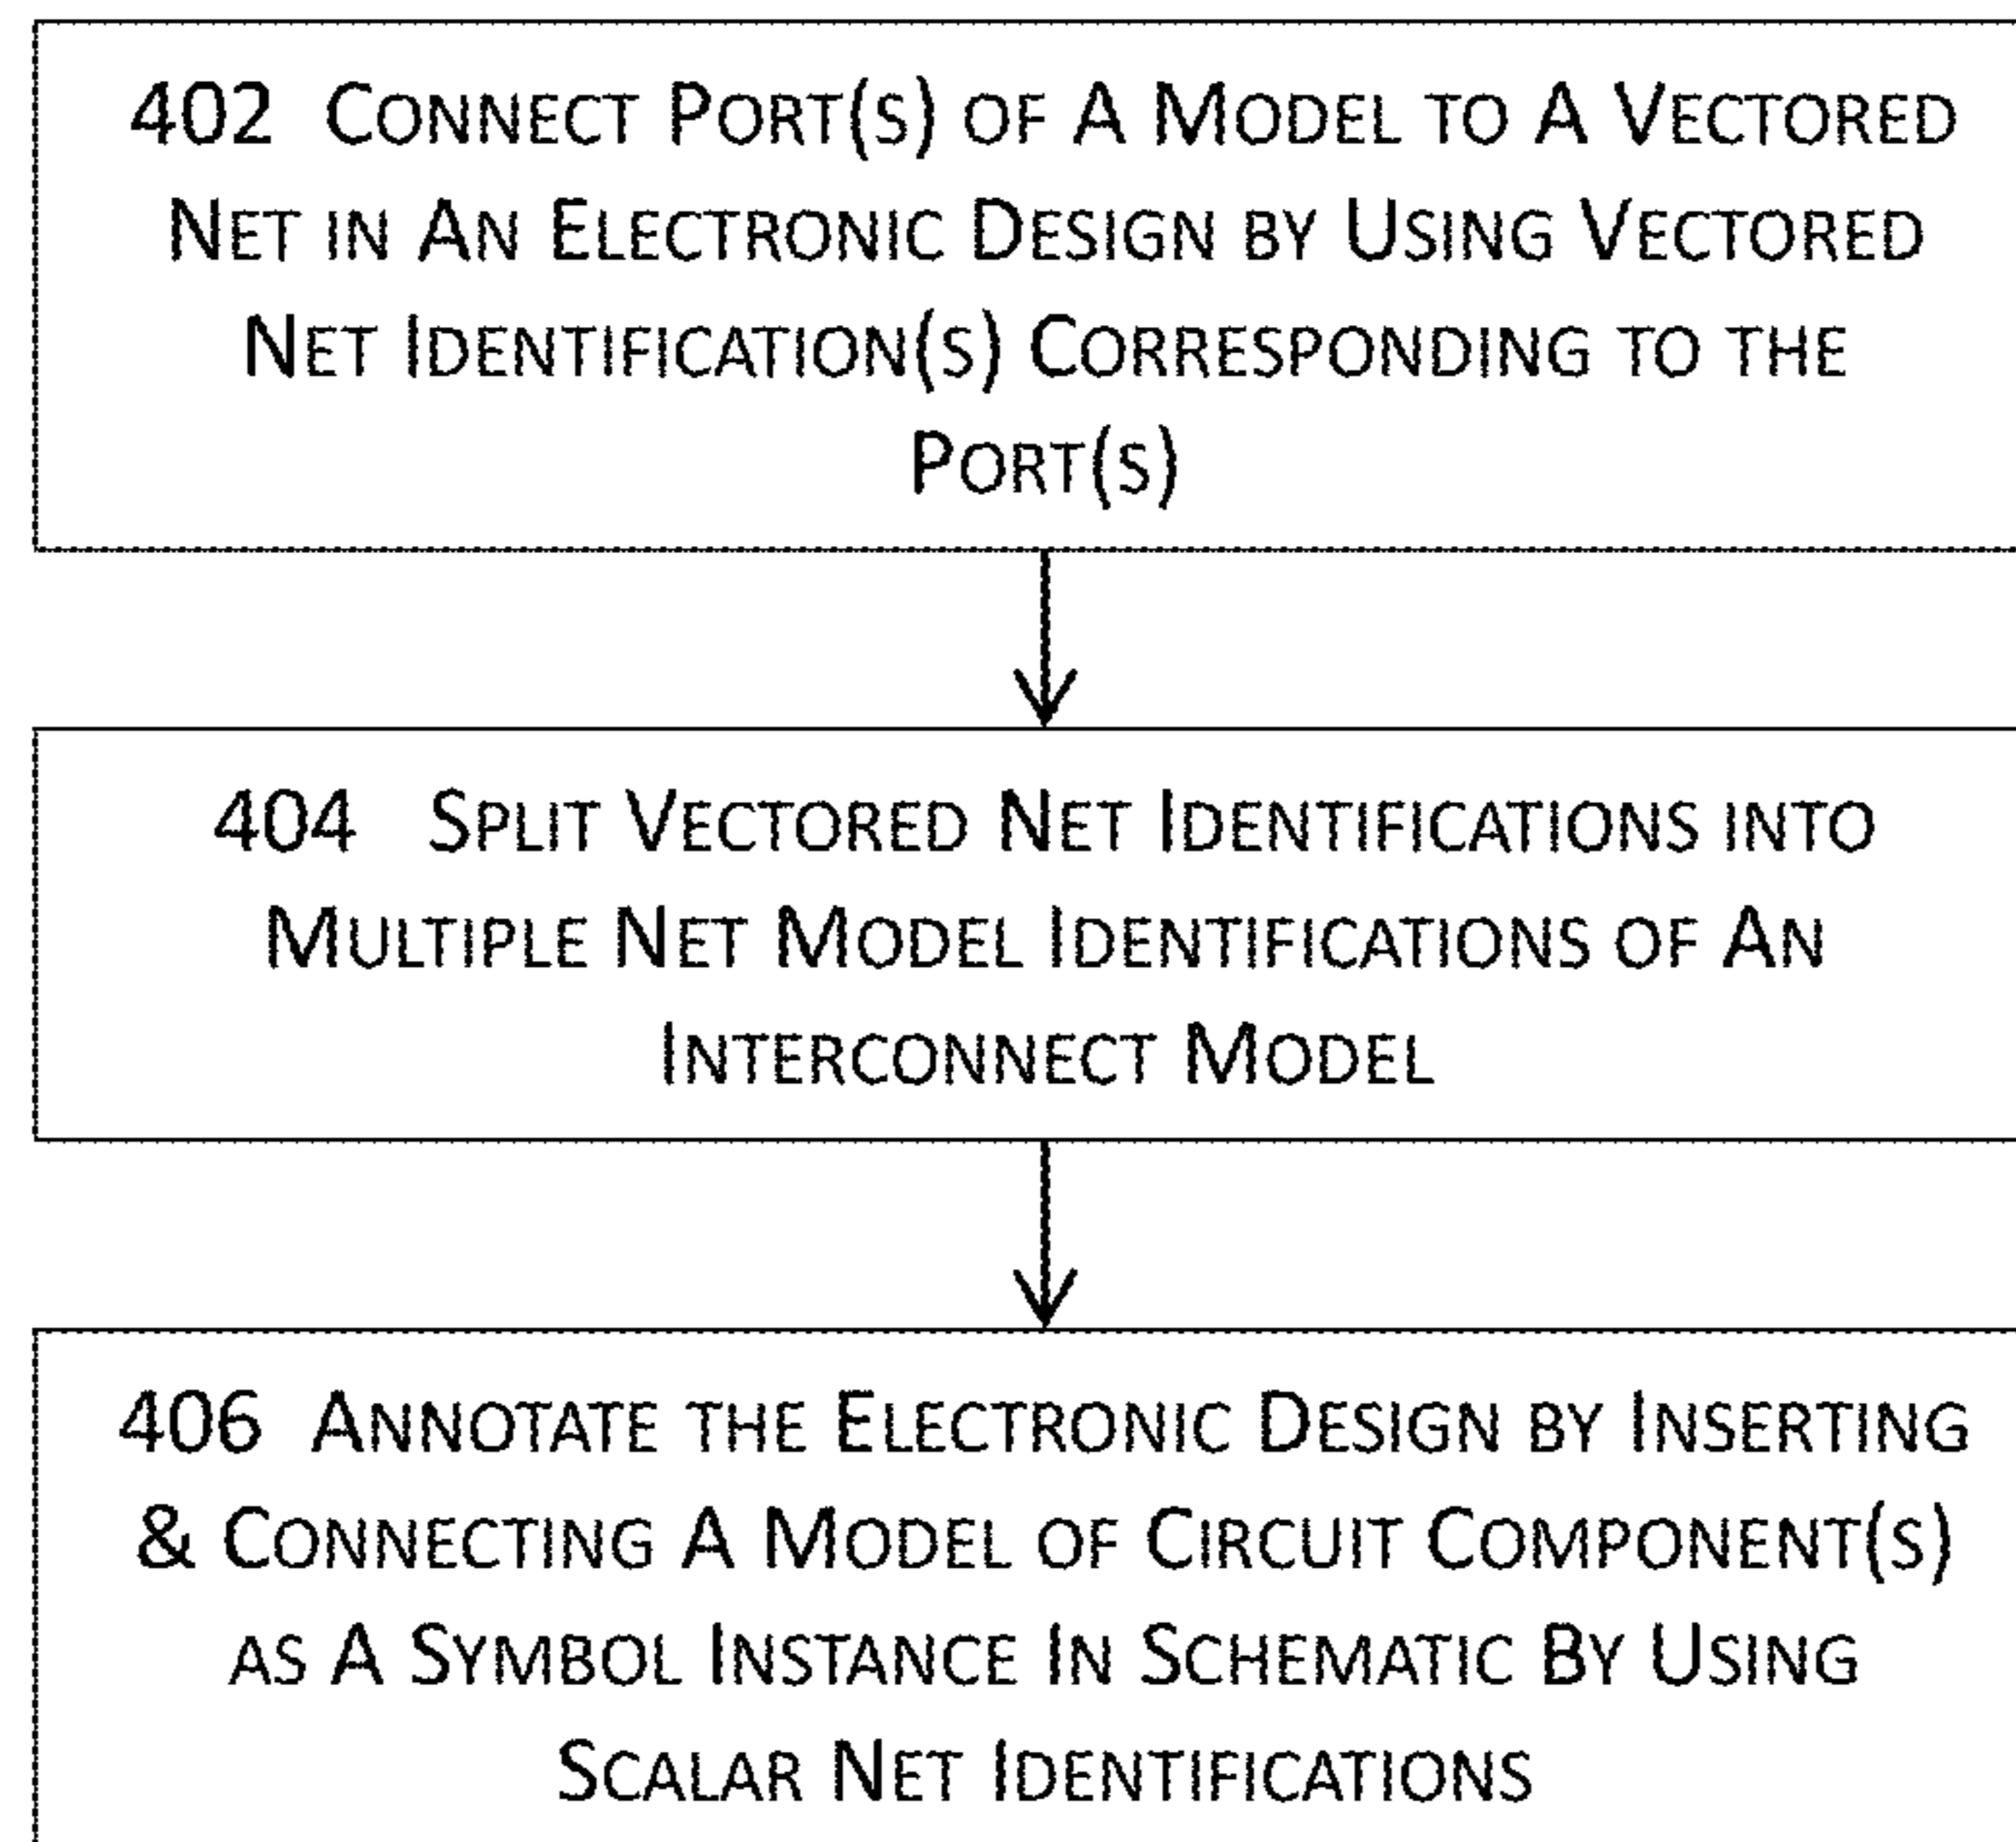 402 Connect Port(s) of A Model to A Vectored
Net in An Electronic Design by Using Vectored
Net Identification(s) Corresponding to the
Port(s)
404 Split Vectored Net Identifications into
Multiple Net Model Identifications of An
Interconnect Model
406 Annotate the Electronic Design by Inserting
& Connecting A Model of Circuit Component(s)
as A Symbol Instance In Schematic By Using
Scalar Net Identifications